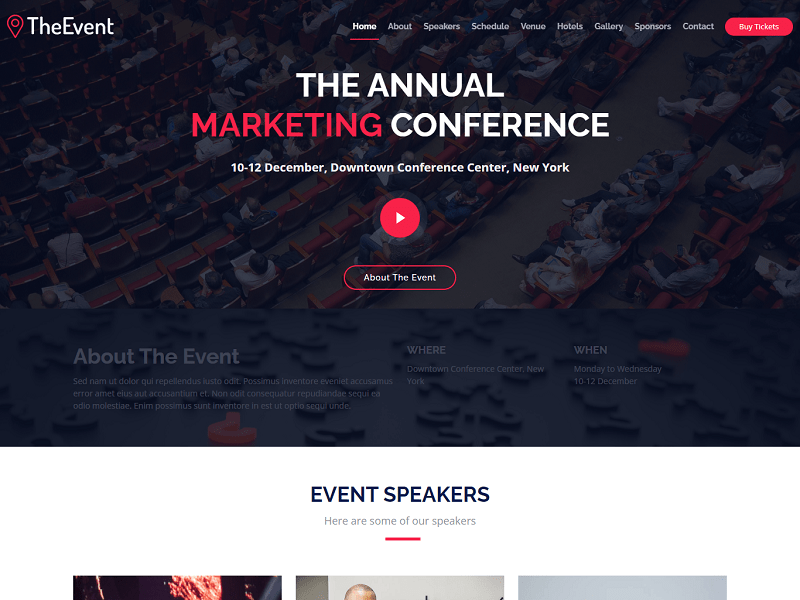 TheEvent
Home About Speakers Schedule Venue Hotels Gallery Sponsors Contact Buy Tickets
THE ANNUAL
MARKETING CONFERENCE
10-12 December, Downtown Conference Center, New York
About The Event
About The Event
Sed nam ut dolor qui repellendus iusto odit. Possimus inventore eveniet accusamus
error amet eius aut accusantium et. Non odit consequatur repudiandae sequi ea
odio molestiae. Enim possimus sunt inventore in est ut optio sequi unde.
WHERE
Downtown Conference Center, New
York
WHEN
Monday to Wednesday
10-12 December
EVENT SPEAKERS
Here are some of our speakers